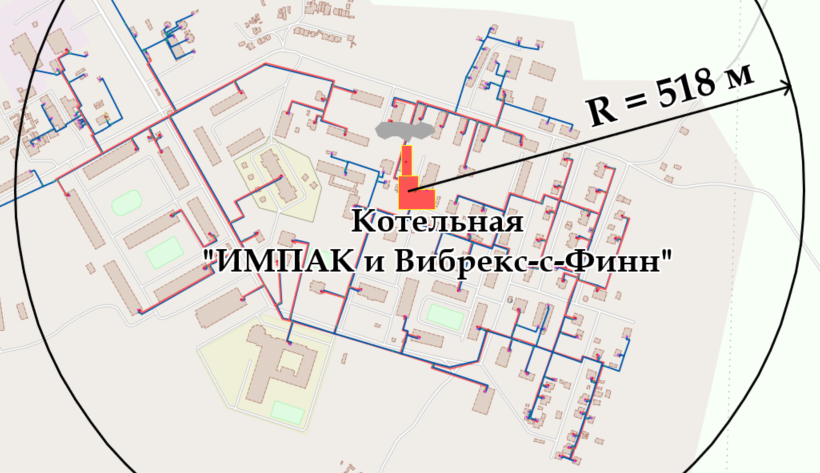 R = 518 м
Котельная
"ИМПАК и Вибрекс-с-Финн"